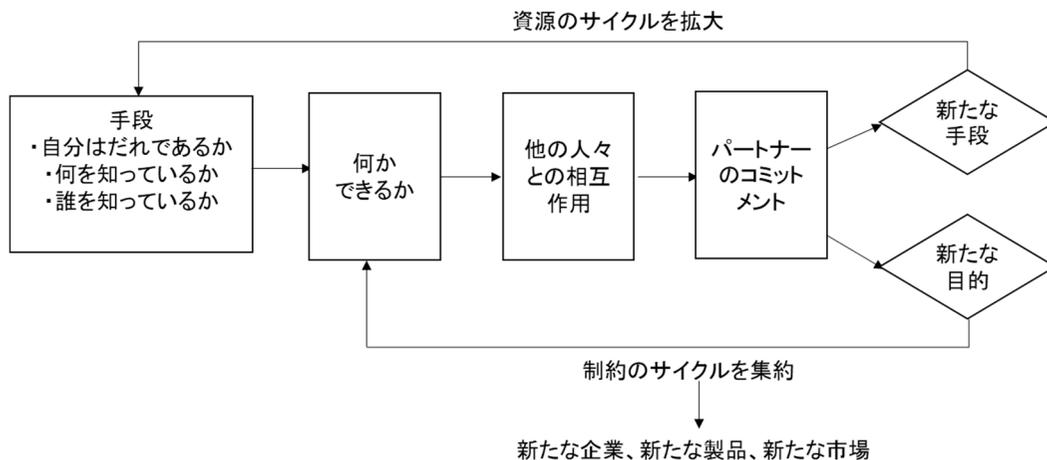 資源のサイクルを拡大
手段
・自分はだれであるか
・何を知っているか
・誰を知っているか
何か
できるか
他の人々
との相互
作用
パートナー
のコミット
メント
新たな
手段
新たな
目的
制約のサイクルを集約
新たな企業、新たな製品、新たな市場